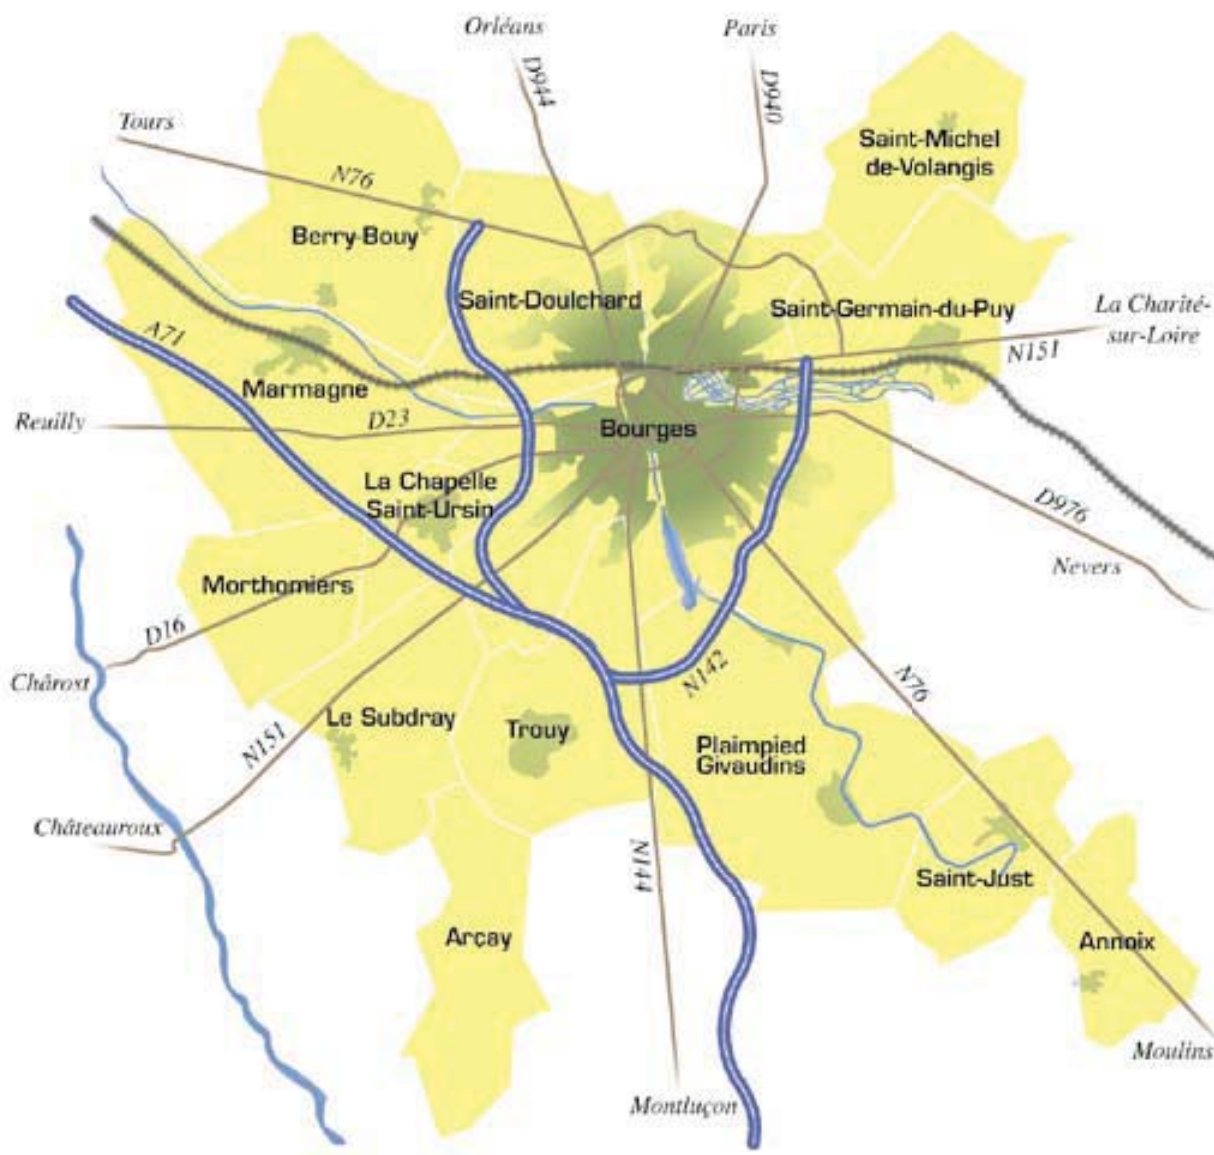 Orléans
Paris
D944
D940
Tours
N76
Saint-Michel
de-Volangis
Berry-Bouy
Saint-Doulchard
Saint-Germain-du-Puy
La Charité-
sur-Loire
A71
N151
Marmagne
Reuilly
D23
Bourges
La Chapelle
Saint-Ursin
D976
Nevers
Morthomiers
D16
Chârost
N142
N76
Le Subdray
Trouy
N151
Plaimpied
Givaudins
Châteauroux
N144
Saint-Just
Arçay
Annoix
Moulins
Montluçon